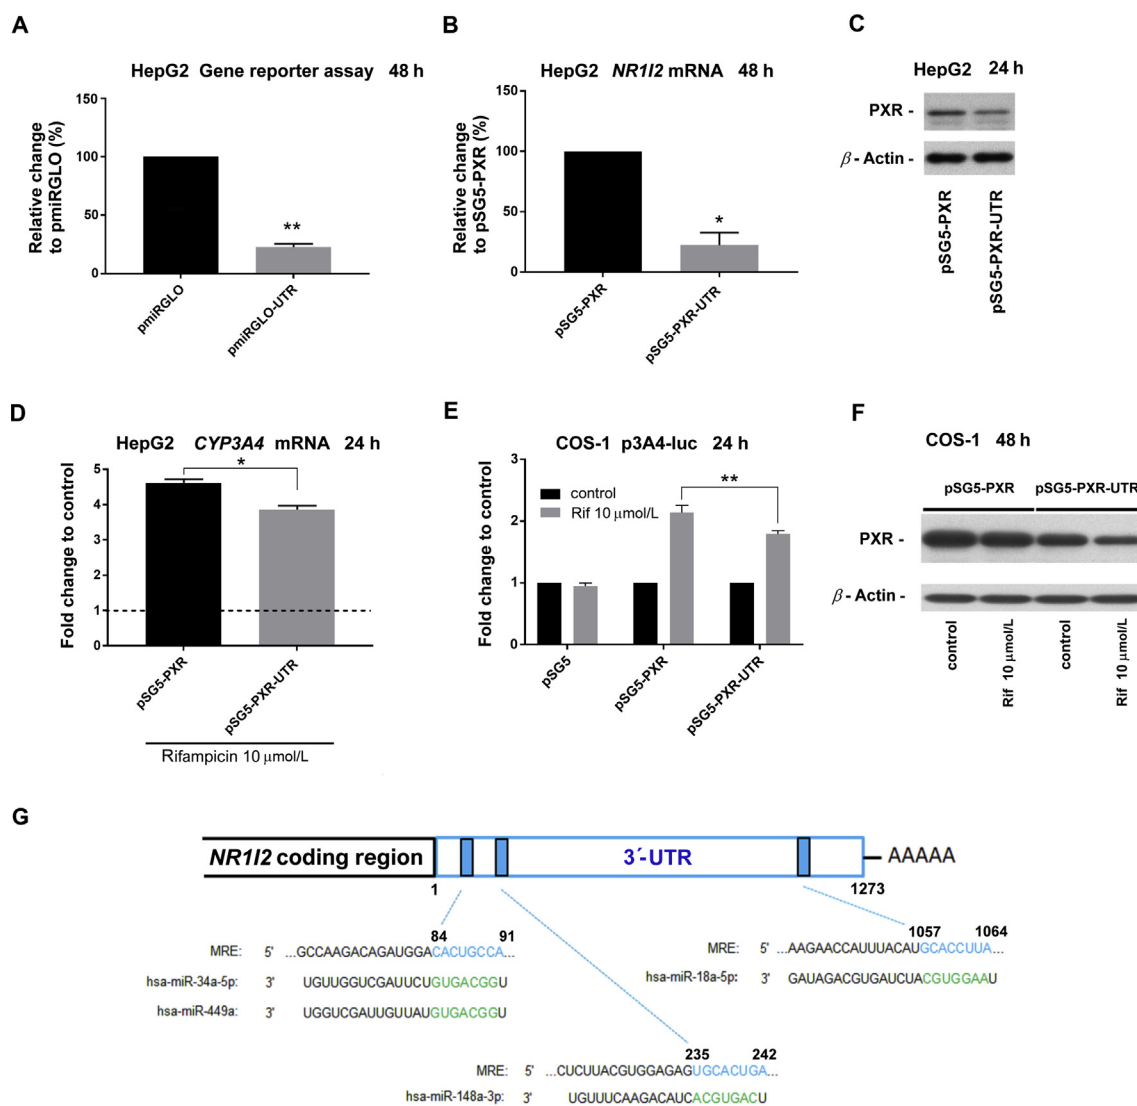 A
HepG2 Gene reporter assay 48 h
Relative change
to pmiRGLO (%)
150
100
50
0
**
pmiRGLO
pmiRGLO-UTR
B
HepG2 NR1I2 mRNA 48 h
Relative change
to pSG5-PXR (%)
150
100
50
0
*
pSG5-PXR
pSG5-PXR-UTR
C
HepG2 24 h
PXR -
β- Actin -
pSG5-PXR
pSG5-PXR-UTR
D
HepG2 CYP3A4 mRNA 24 h
Fold change to control
5
4
3
2
1
0
*
pSG5-PXR
pSG5-PXR-UTR
Rifampicin 10 μmol/L
E
COS-1 p3A4-luc 24 h
Fold change to control
3
2
1
0
control
Rif 10 μmol/L
**
pSG5
pSG5-PXR
pSG5-PXR-UTR
F
COS-1 48 h
pSG5-PXR pSG5-PXR-UTR
PXR -
β- Actin -
control
Rif 10 μmol/L
control
Rif 10 μmol/L
G
NR1I2 coding region 3´-UTR AAAAA
1 1273
84 91
MRE: 5' ...GCCAAGACAGAUGGACACUGCCA...
hsa-miR-34a-5p: 3' UGUUGGUCGAUUCUGUGACGGU
hsa-miR-449a: 3' UGGUCGAUUGUUAUGUGACGGU
1057 1064
MRE: 5' ...AAGAACCAUUUACAUGCACCUUA...
hsa-miR-18a-5p: 3' GAUAGACGUGAUCUACGUGGAAU
235 242
MRE: 5' ...CUCUUACGUGGAGAGUGCACUGA...
hsa-miR-148a-3p: 3' UGUUUCAAGACAUCACGUGACU